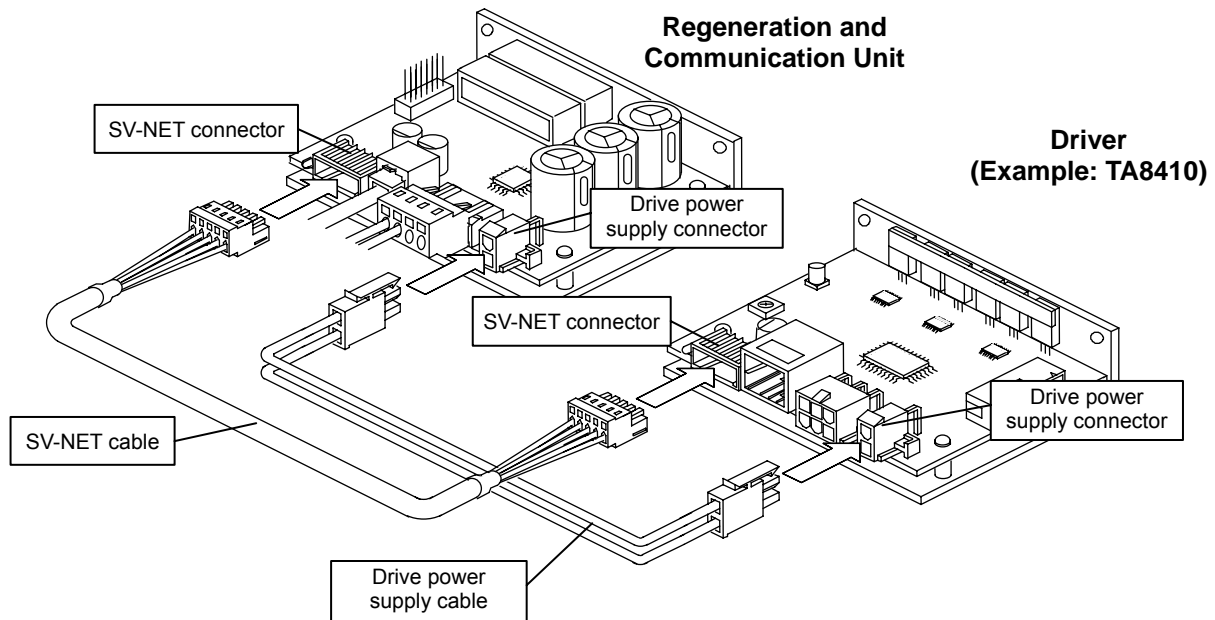 Regeneration and
Communication Unit
SV-NET connector
Driver
(Example: TA8410)
Drive power
supply connector
SV-NET connector
Drive power
supply connector
SV-NET cable
Drive power
supply cable